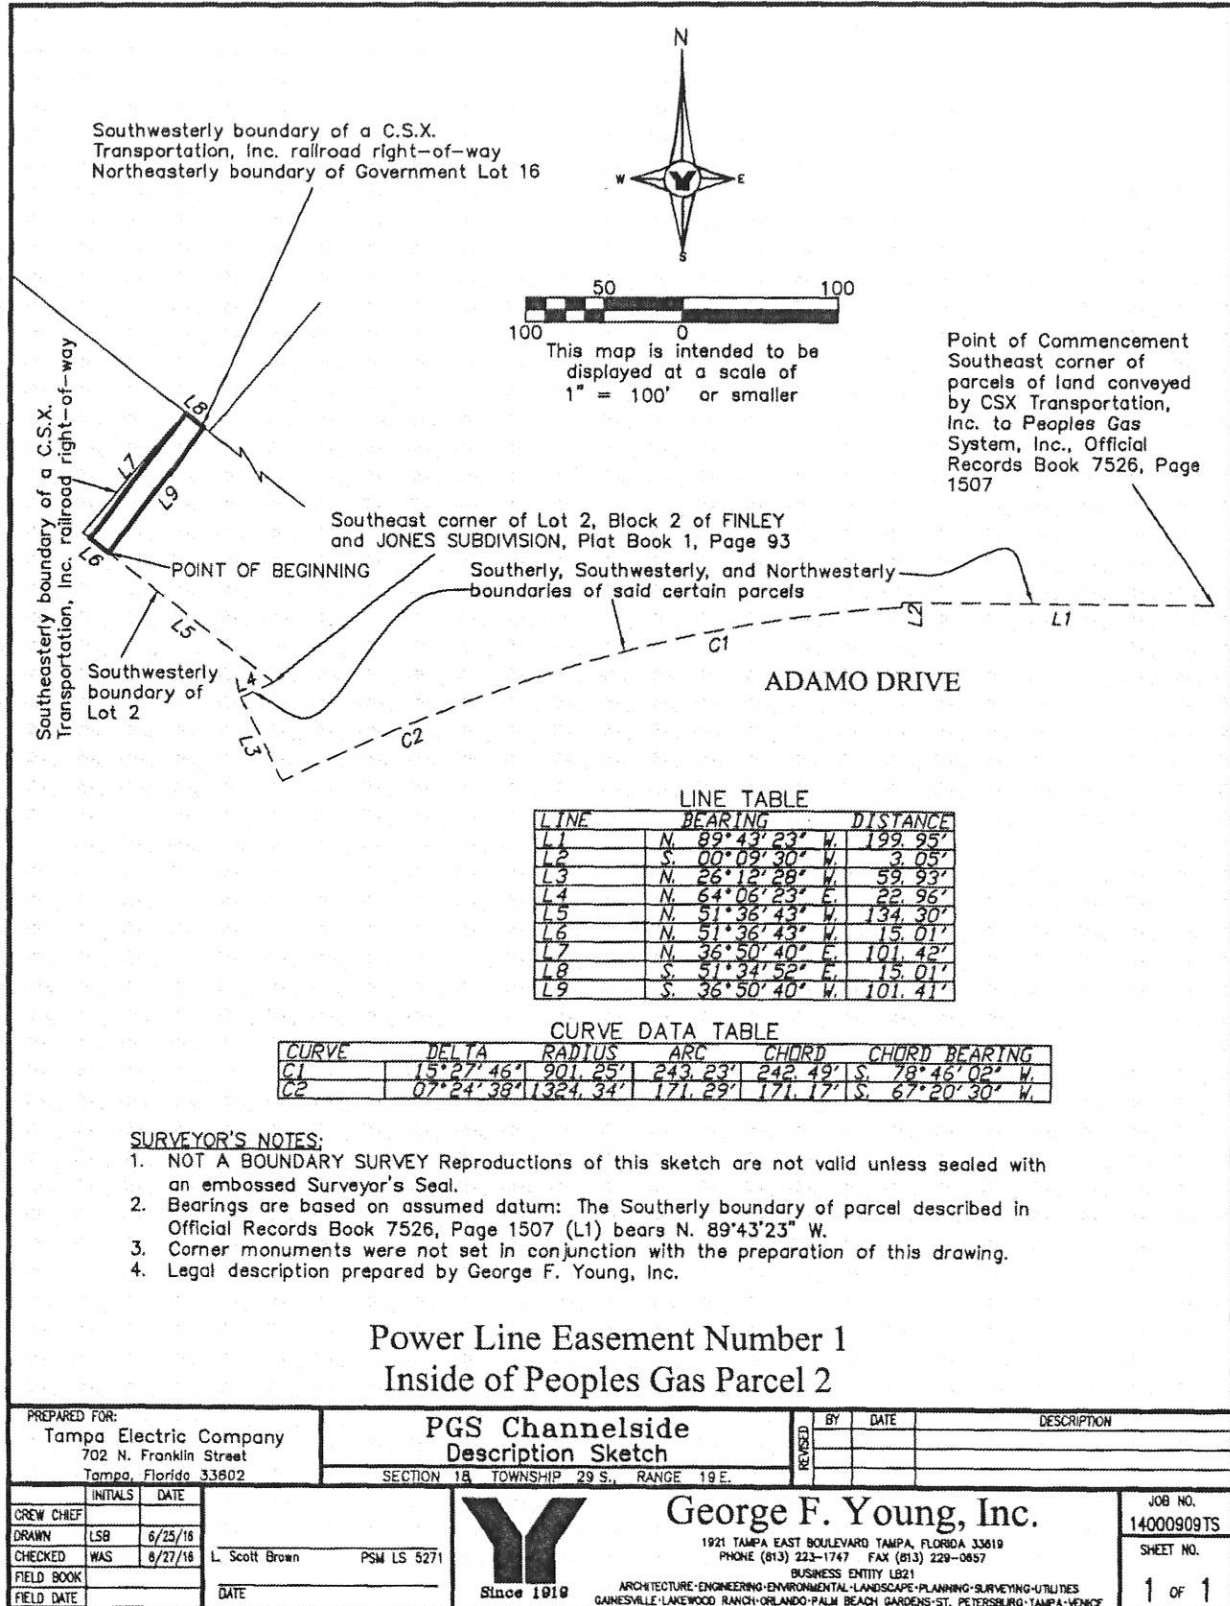 N
W
E
S
Southwesterly boundary of a C.S.X.
Transportation, Inc. railroad right-of-way
Northeasterly boundary of Government Lot 16
50 100
100 0
This map is intended to be
displayed at a scale of
1" = 100' or smaller
Point of Commencement
Southeast corner of
parcels of land conveyed
by CSX Transportation,
Inc. to Peoples Gas
System, Inc., Official
Records Book 7526, Page
1507
Southeasterly boundary of a C.S.X.
Transportation, Inc. railroad right-of-way
L8
L7
L9
L6
Southeast corner of Lot 2, Block 2 of FINLEY
and JONES SUBDIVISION, Plat Book 1, Page 93
POINT OF BEGINNING
Southerly, Southwesterly, and Northwesterly
boundaries of said certain parcels
L5
L2
L1
C1
Southwesterly
boundary of
Lot 2
L4
ADAMO DRIVE
L3
C2
LINE TABLE
LINE BEARING DISTANCE
L1 N. 89°43'23" W. 199.95'
L2 S. 00°09'30" W. 3.05'
L3 N. 26°12'28" W. 59.93'
L4 N. 64°06'23" E. 22.96'
L5 N. 51°36'43" W. 134.30'
L6 N. 51°36'43" W. 15.01'
L7 N. 36°50'40" E. 101.42'
L8 S. 51°34'52" E. 15.01'
L9 S. 36°50'40" W. 101.41'
CURVE DATA TABLE
CURVE DELTA RADIUS ARC CHORD CHORD BEARING
C1 15°27'46" 901.25' 243.23' 242.49' S. 78°46'02" W.
C2 07°24'38" 1324.34' 171.29' 171.17' S. 67°20'30" W.
SURVEYOR'S NOTES:
1. NOT A BOUNDARY SURVEY Reproductions of this sketch are not valid unless sealed with
an embossed Surveyor's Seal.
2. Bearings are based on assumed datum: The Southerly boundary of parcel described in
Official Records Book 7526, Page 1507 (L1) bears N. 89°43'23" W.
3. Corner monuments were not set in conjunction with the preparation of this drawing.
4. Legal description prepared by George F. Young, Inc.
Power Line Easement Number 1
Inside of Peoples Gas Parcel 2
PREPARED FOR:
Tampa Electric Company
702 N. Franklin Street
Tampa, Florida 33602
PGS Channelside
Description Sketch
SECTION 18, TOWNSHIP 29 S., RANGE 19 E.
REVISED
BY DATE DESCRIPTION
INITIALS DATE
CREW CHIEF
DRAWN LSB 6/25/16
CHECKED WAS 6/27/16
FIELD BOOK
FIELD DATE
L. Scott Brown PSM LS 5271
DATE
Since 1919
George F. Young, Inc.
1921 TAMPA EAST BOULEVARD TAMPA, FLORIDA 33619
PHONE (813) 223-1747 FAX (813) 229-0657
BUSINESS ENTITY LB21
ARCHITECTURE·ENGINEERING·ENVIRONMENTAL·LANDSCAPE·PLANNING·SURVEYING·UTILITIES
GAINESVILLE·LAKEWOOD RANCH·ORLANDO·PALM BEACH GARDENS·ST. PETERSBURG·TAMPA·VENICE
JOB NO.
14000909TS
SHEET NO.
1 OF 1